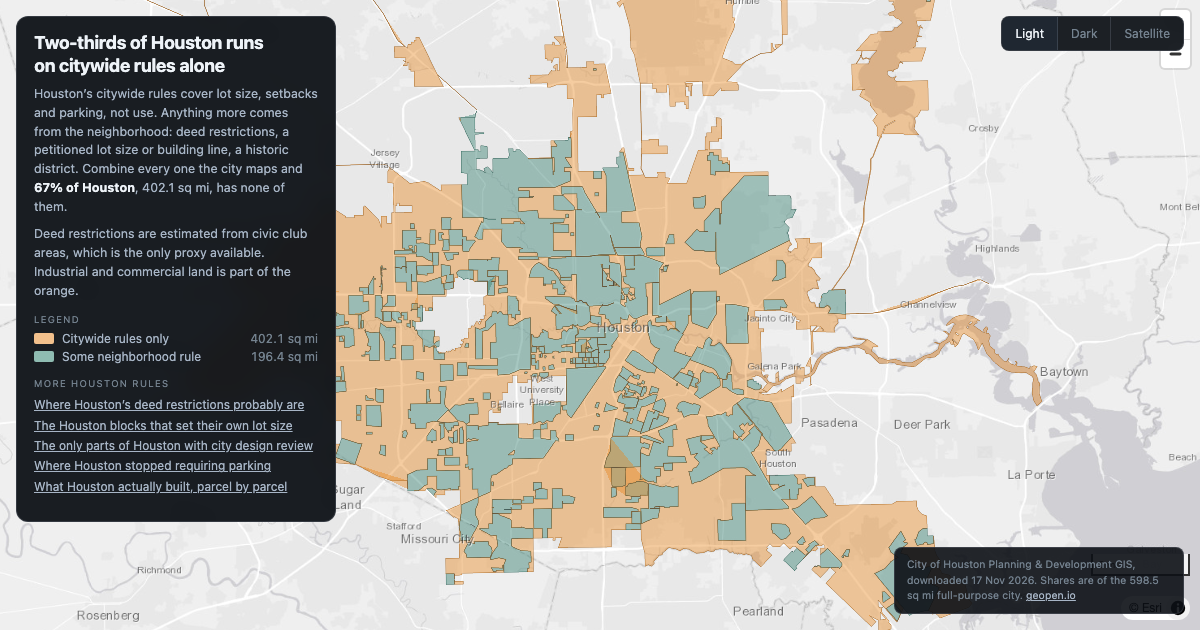 Two-thirds of Houston runs
on citywide rules alone
Houston's citywide rules cover lot size, setbacks
and parking, not use. Anything more comes
from the neighborhood: deed restrictions, a
petitioned lot size or building line, a historic
district. Combine every one the city maps and
67% of Houston, 402.1 sq mi, has none of
them.
Deed restrictions are estimated from civic club
areas, which is the only proxy available.
Industrial and commercial land is part of the
orange.
LEGEND
Citywide rules only 402.1 sq mi
Some neighborhood rule 196.4 sq mi
MORE HOUSTON RULES
Where Houston's deed restrictions probably are
The Houston blocks that set their own lot size
The only parts of Houston with city design review
Where Houston stopped requiring parking
What Houston actually built, parcel by parcel
Light Dark Satellite
Humble
Crosby
Jersey
Village
Mont Bel
Highlands
Channelview
Jacinto City
Houston
Galena Park
Baytown
West
University
Place
Bellaire
Pasadena
Deer Park
South
Houston
Beach
La Porte
Sugar
Land
Stafford
Missouri City
Richmond
Rosenberg
Pearland
City of Houston Planning & Development GIS,
downloaded 17 Nov 2026. Shares are of the 598.5
sq mi full-purpose city. geopen.io
© Esri